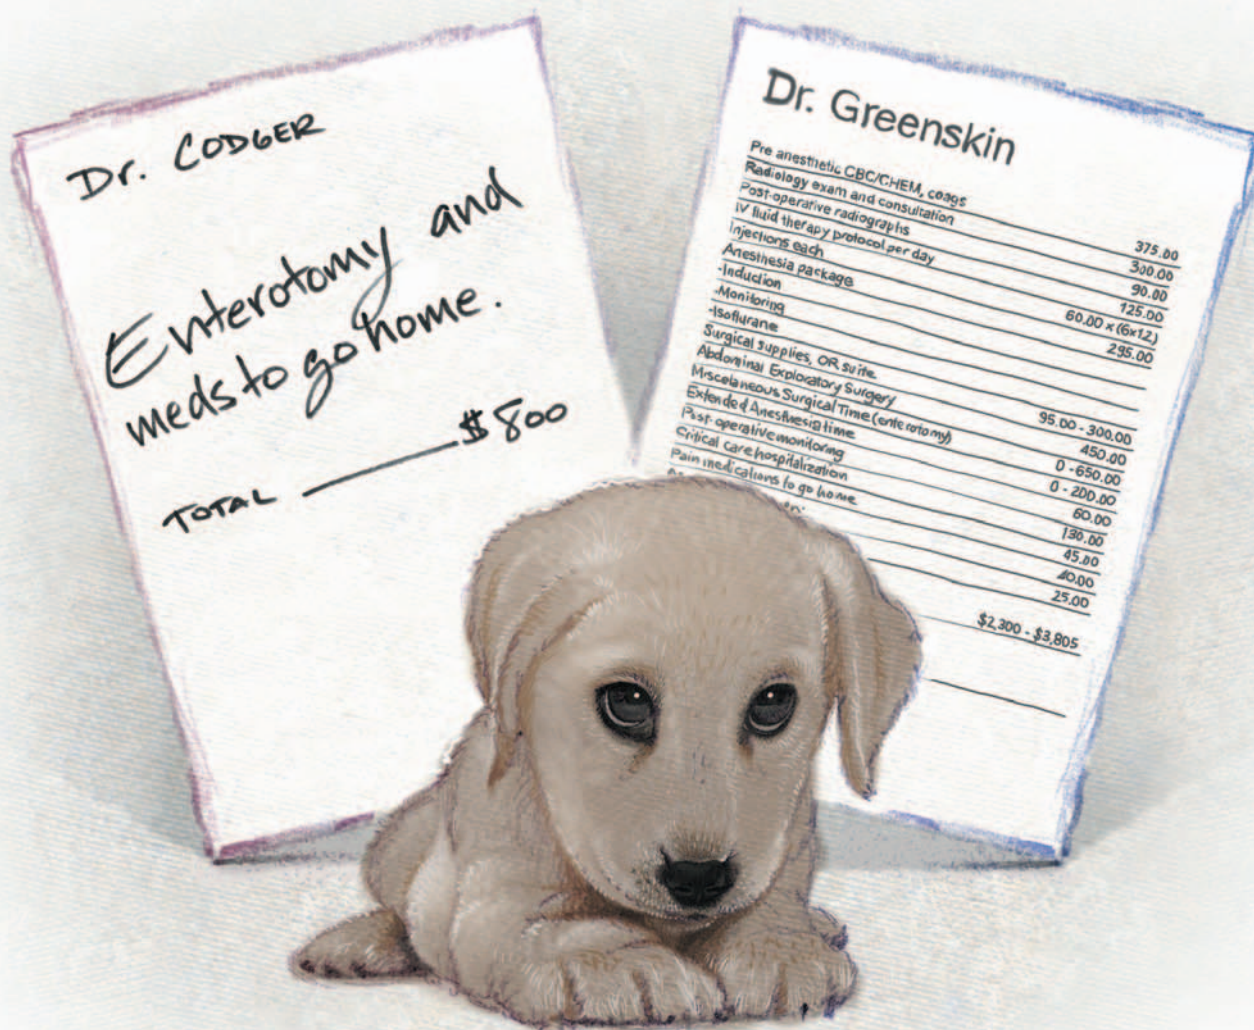 Dr. CODGER
Enterotomy and
meds to go home.
TOTAL $ 800
Dr. Greenskin
Pre anesthetic CBC/CHEM, coags 375.00
Radiology exam and consultation 300.00
Post-operative radiographs 90.00
IV fluid therapy protocol per day 125.00
Injections each 60.00 x (6x12)
Anesthesia package 295.00
-Induction
-Monitoring
-Isoflurane
Surgical supplies, OR suite 95.00 - 300.00
Abdominal Exploratory Surgery 450.00
Miscelaneous Surgical Time (enterotomy) 0 -650.00
Extended Anesthesia time 0 - 200.00
Post-operative monitoring 60.00
Critical care hospitalization 130.00
Pain medications to go home 45.00
40.00
25.00
$2,300 - $3,805